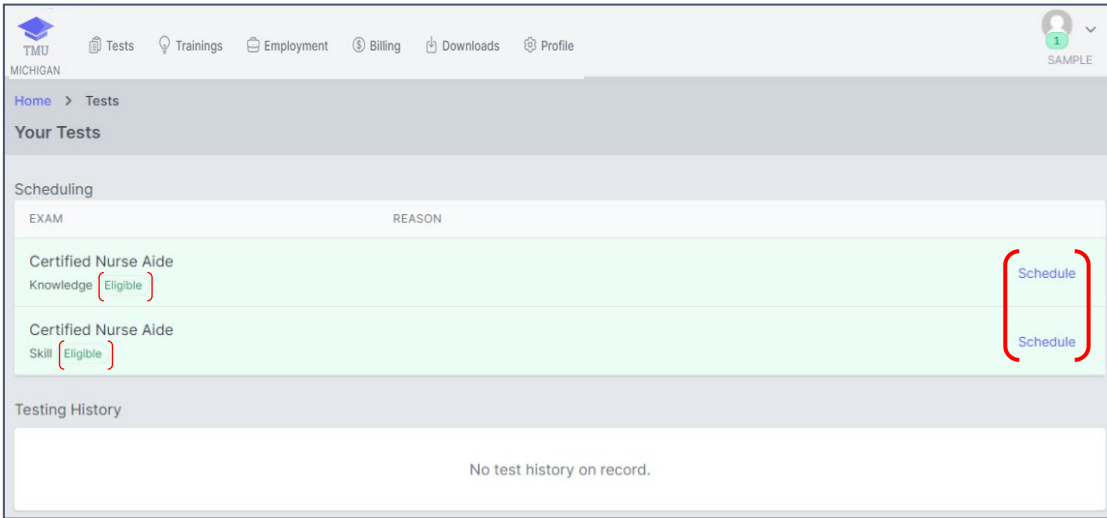 TMU
MICHIGAN
Tests Trainings Employment Billing Downloads Profile
1
SAMPLE
Home > Tests
Your Tests
Scheduling
EXAM REASON
Certified Nurse Aide
Knowledge Eligible
Schedule
Certified Nurse Aide
Skill Eligible
Schedule
Testing History
No test history on record.